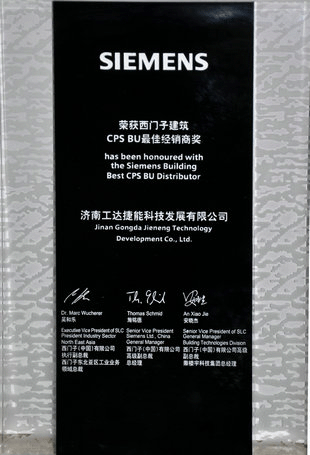 SIEMENS
荣获西门子建筑
CPS BU最佳经销商奖
has been honoured with
the Siemens Building
Best CPS BU Distributor
济南工达捷能科技发展有限公司
Jinan Gongda Jieneng Technology
Development Co., Ltd.
Dr. Marc Wucherer
吴和乐
Executive Vice President of SLC
President Industry Sector
North East Asia
西门子(中国)有限公司
执行副总裁
西门子东北亚区工业业务
领域总裁
Thomas Schmid
施铭德
Senior Vice President
Siemens Ltd., China
General Manager
西门子(中国)有限公司
高级副总裁
总经理
An Xiao Jie
安晓杰
Senior Vice President of SLC
General Manager
Building Technologies Division
西门子(中国)有限公司高级
副总裁
楼宇科技集团总经理